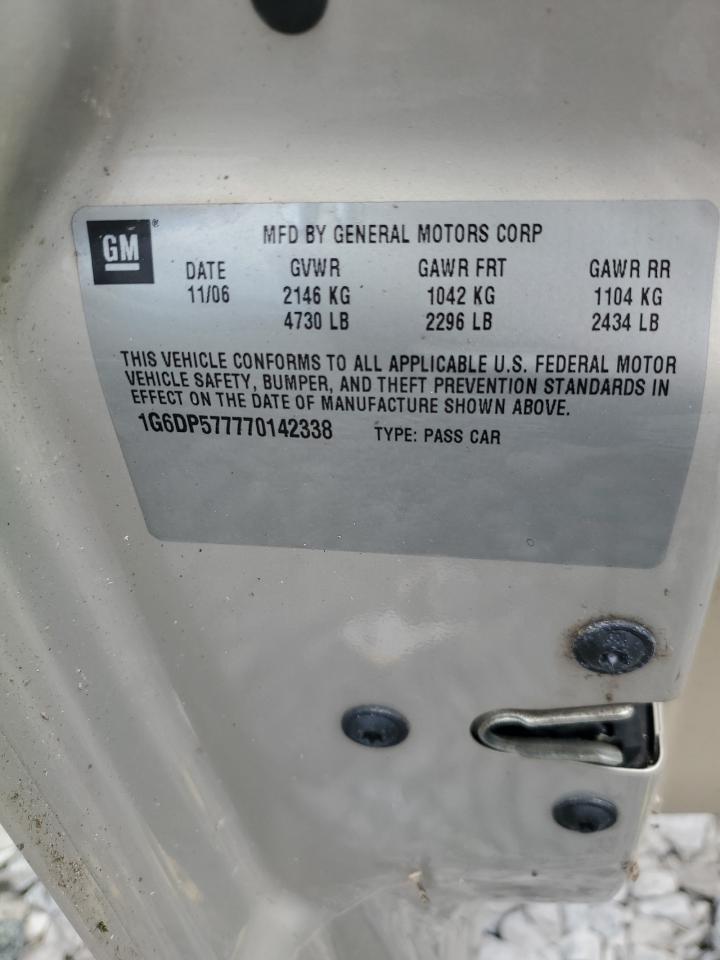 GM ® MFD BY GENERAL MOTORS CORP
DATE GVWR GAWR FRT GAWR RR
11/06 2146 KG 1042 KG 1104 KG
4730 LB 2296 LB 2434 LB
THIS VEHICLE CONFORMS TO ALL APPLICABLE U.S. FEDERAL MOTOR
VEHICLE SAFETY, BUMPER, AND THEFT PREVENTION STANDARDS IN
EFFECT ON THE DATE OF MANUFACTURE SHOWN ABOVE.
1G6DP577770142338 TYPE: PASS CAR